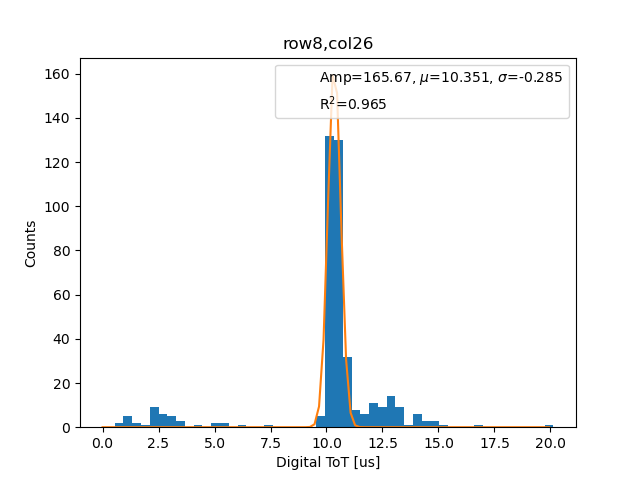 row8,col26
Amp=165.67, μ=10.351, σ=-0.285
R²=0.965
160
140
120
100
80
60
40
20
0
Counts
0.0 2.5 5.0 7.5 10.0 12.5 15.0 17.5 20.0
Digital ToT [us]